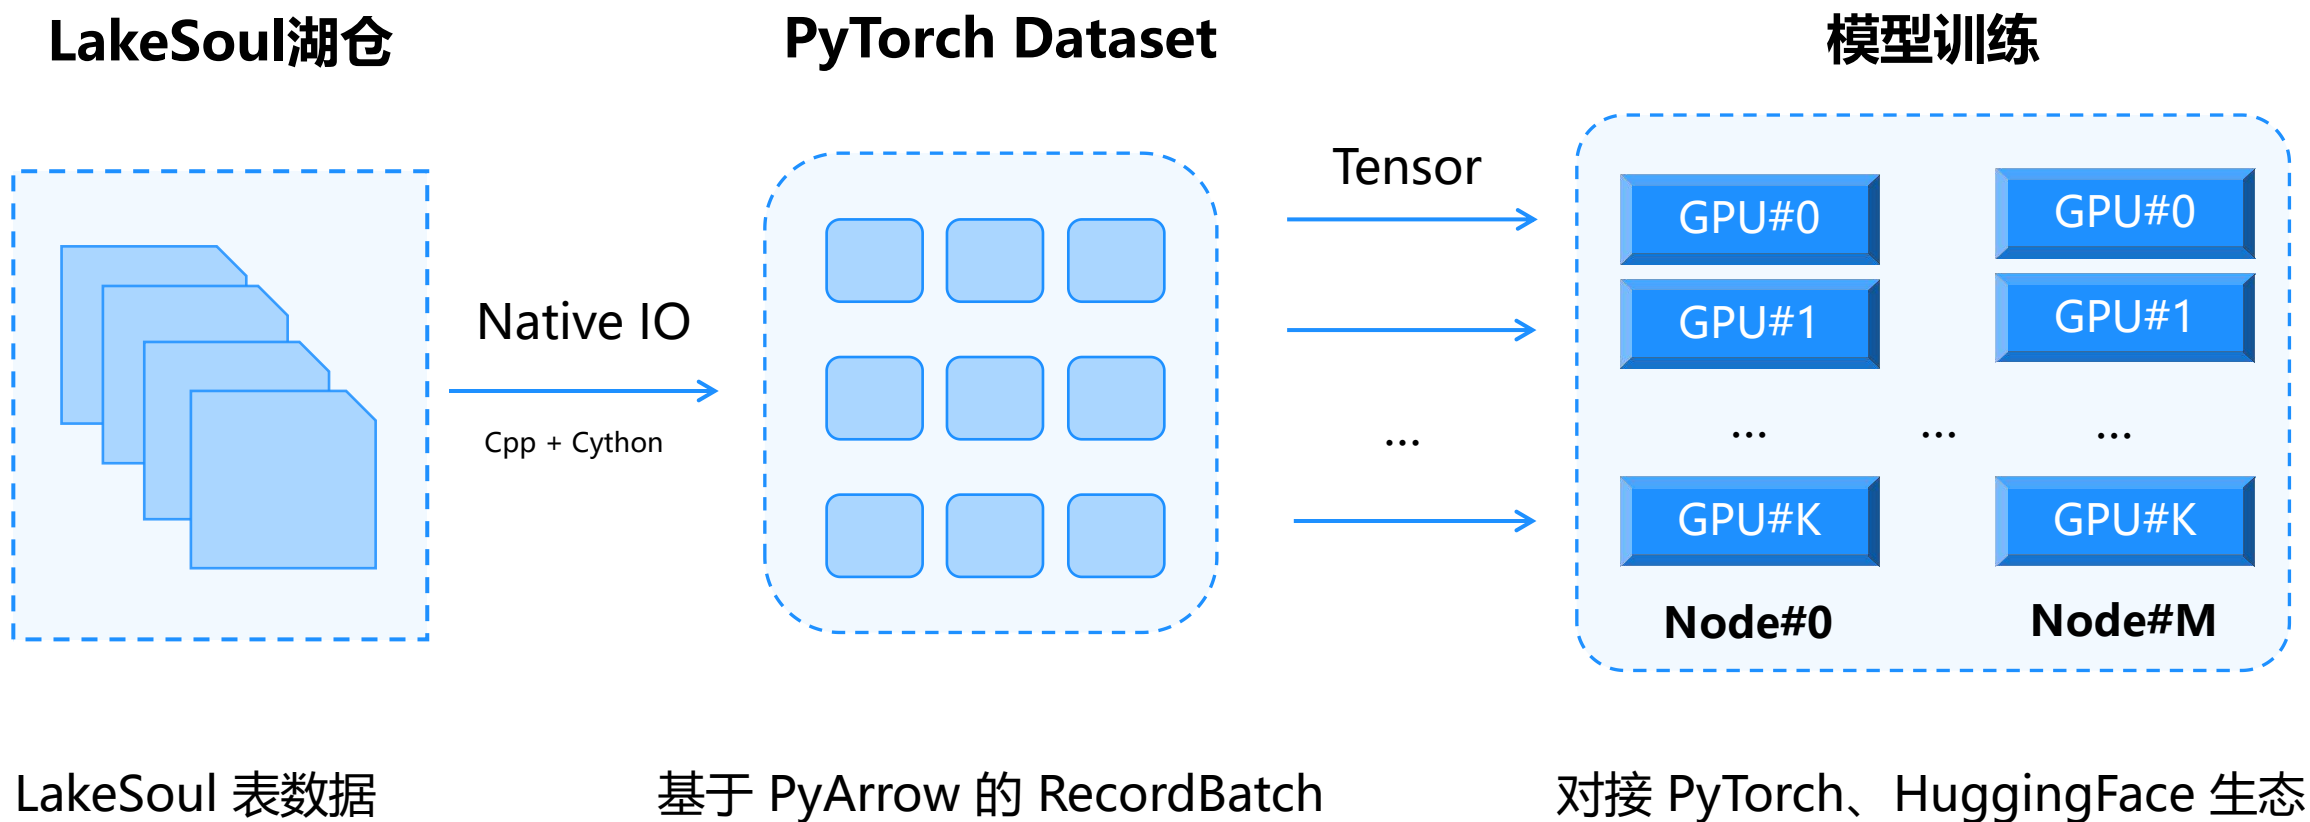 LakeSoul湖仓
PyTorch Dataset
模型训练
Native IO
Cpp + Cython
Tensor
...
GPU#0
GPU#1
...
GPU#K
Node#0
...
GPU#0
GPU#1
...
GPU#K
Node#M
LakeSoul 表数据
基于 PyArrow 的 RecordBatch
对接 PyTorch、HuggingFace 生态